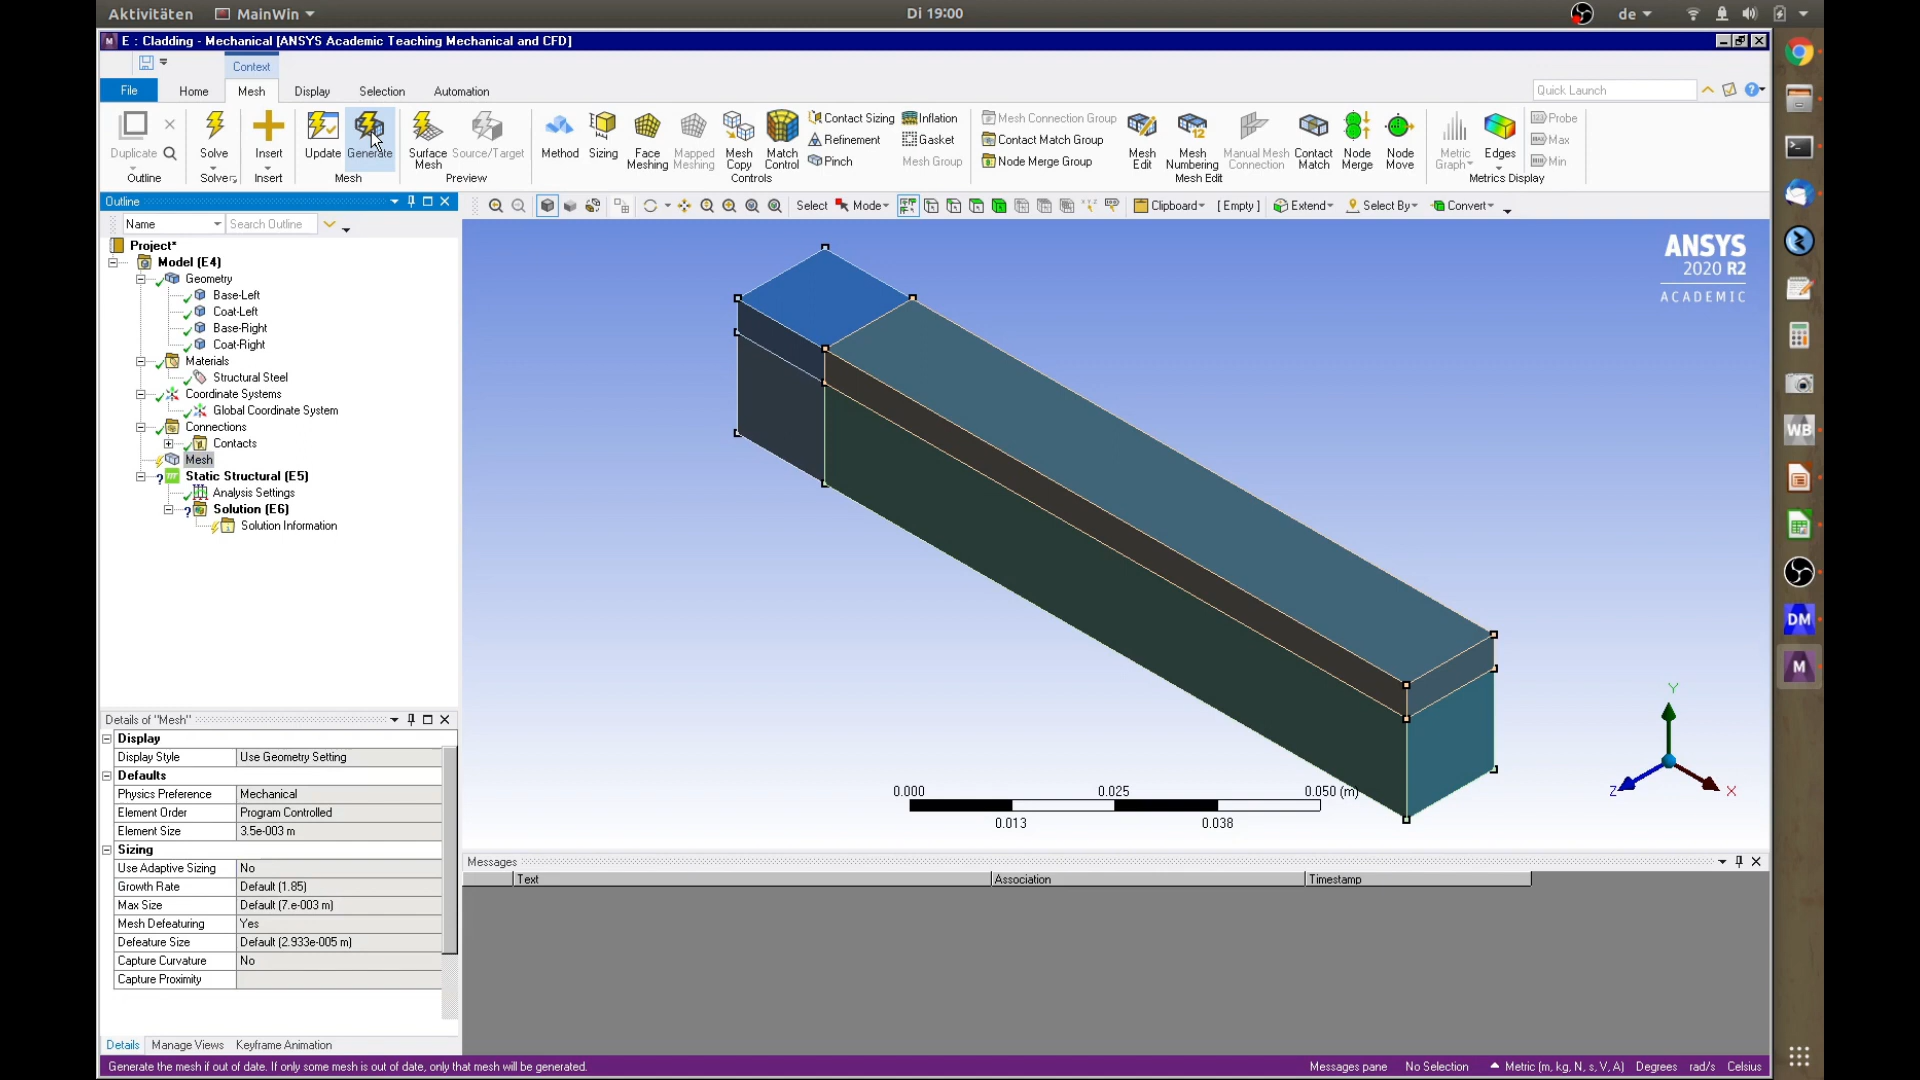 Aktivitäten MainWin Di 19:00 de
E : Cladding - Mechanical [ANSYS Academic Teaching Mechanical and CFD]
Context
File Home Mesh Display Selection Automation Quick Launch
Duplicate Solve Insert Update Generate Surface Mesh Source/Target Method Sizing Face Meshing Mapped Meshing Mesh Copy Match Control Contact Sizing Refinement Pinch Inflation Gasket Mesh Group Mesh Connection Group Contact Match Group Node Merge Group Mesh Edit Mesh Numbering Manual Mesh Connection Contact Match Node Merge Node Move Metric Graph Edges Probe Max Min
Outline Solver Insert Mesh Preview Controls Mesh Edit Metrics Display
Outline
Select Mode Clipboard [ Empty ] Extend Select By Convert
Name Search Outline
Project*
Model (E4)
Geometry
Base-Left
Coat-Left
Base-Right
Coat-Right
Materials
Structural Steel
Coordinate Systems
Global Coordinate System
Connections
Contacts
Mesh
Static Structural (E5)
Analysis Settings
Solution (E6)
Solution Information
ANSYS
2020 R2
ACADEMIC
0.000 0.025 0.050 (m)
0.013 0.038
Y
Z X
Details of "Mesh"
Display
Display Style Use Geometry Setting
Defaults
Physics Preference Mechanical
Element Order Program Controlled
Element Size 3.5e-003 m
Sizing
Use Adaptive Sizing No
Growth Rate Default (1.85)
Max Size Default (7.e-003 m)
Mesh Defeaturing Yes
Defeature Size Default (2.933e-005 m)
Capture Curvature No
Capture Proximity
Messages
Text Association Timestamp
Details Manage Views Keyframe Animation
Generate the mesh if out of date. If only some mesh is out of date, only that mesh will be generated.
Messages pane No Selection Metric (m, kg, N, s, V, A) Degrees rad/s Celsius
WB
DM
M